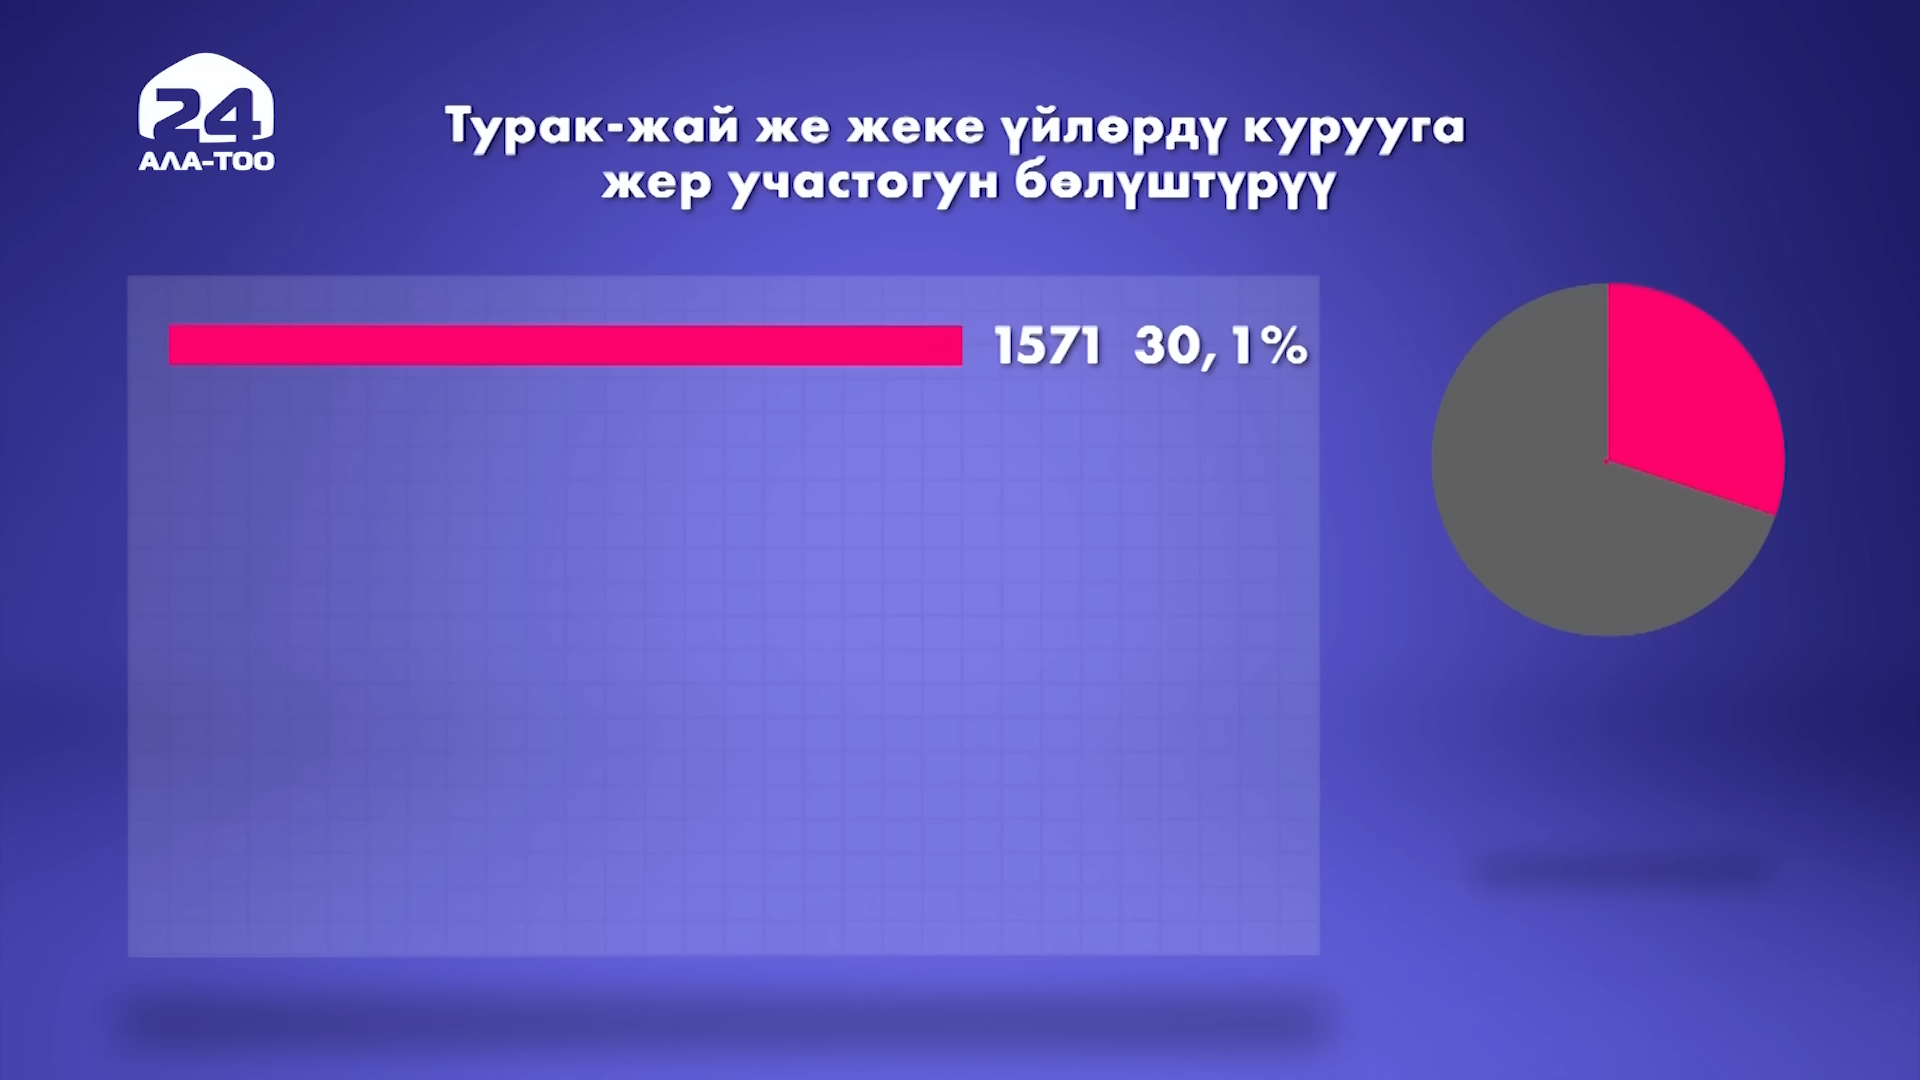 24
АЛА-ТОО
Турак-жай же жеке үйлөрдү курууга
жер участогун бөлүштүрүү
1571 30,1%